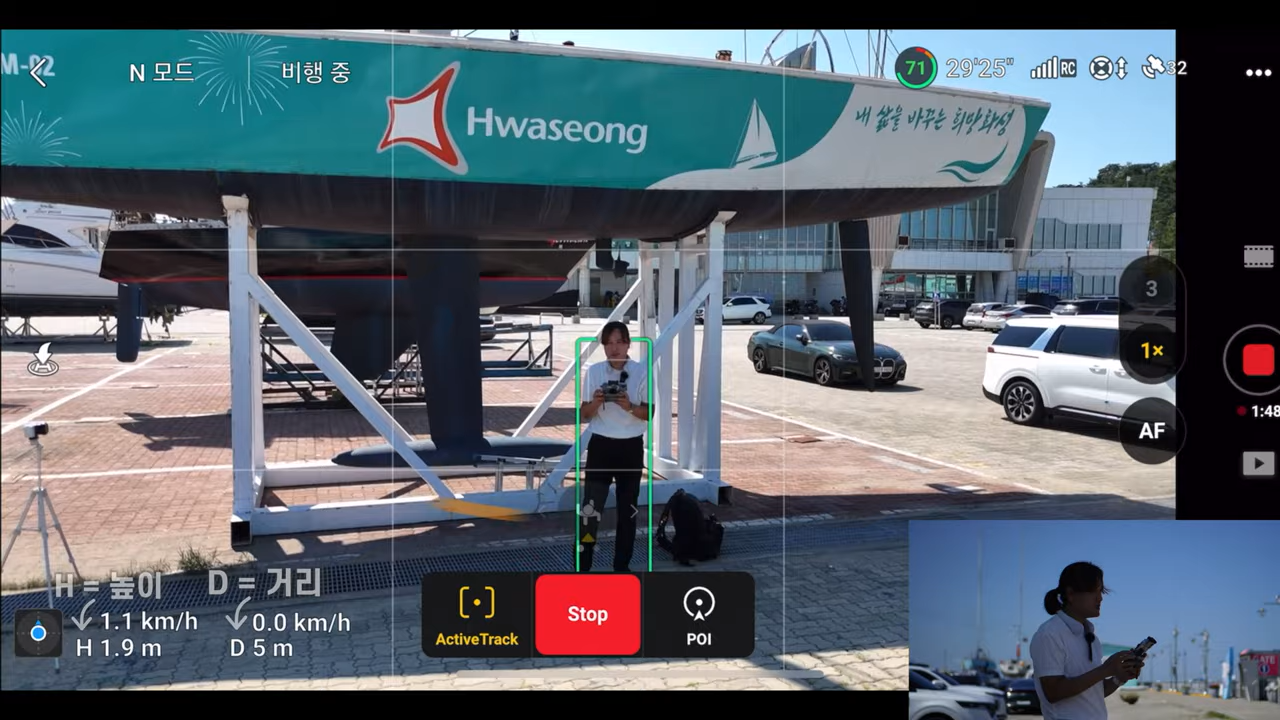 M-02
N 모드
비행 중
71
29'25"
RC
32
Hwaseong
내 삶을 바꾸는 희망화성
3
1×
AF
1:48
H = 높이 D = 거리
1.1 km/h
0.0 km/h
H 1.9 m
D 5 m
ActiveTrack
Stop
POI
GATE